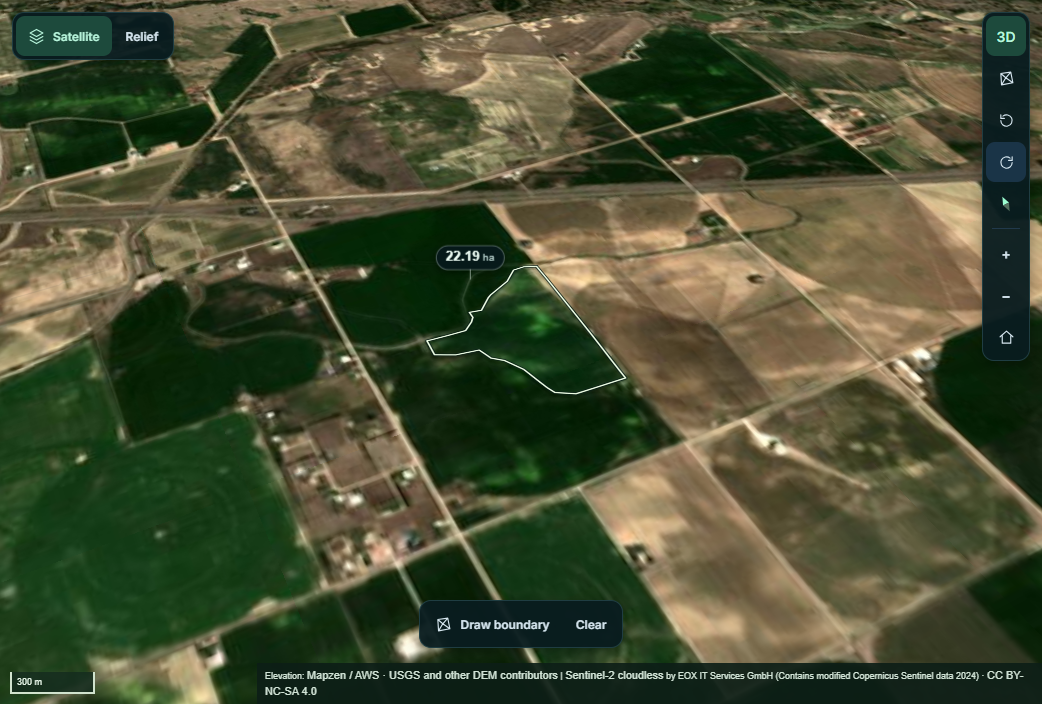 Satellite
Relief
3D
22.19 ha
+
−
Draw boundary
Clear
300 m
Elevation: Mapzen / AWS · USGS and other DEM contributors | Sentinel-2 cloudless by EOX IT Services GmbH (Contains modified Copernicus Sentinel data 2024) · CC BY-
NC-SA 4.0